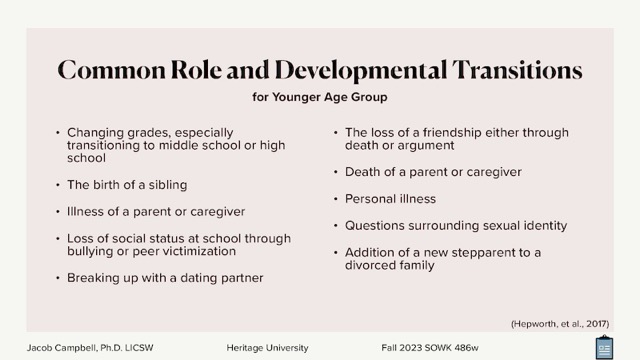 Common Role and Developmental Transitions
for Younger Age Group
• Changing grades, especially
transitioning to middle school or high
school
• The birth of a sibling
• Illness of a parent or caregiver
• Loss of social status at school through
bullying or peer victimization
• Breaking up with a dating partner
• The loss of a friendship either through
death or argument
• Death of a parent or caregiver
• Personal illness
• Questions surrounding sexual identity
• Addition of a new stepparent to a
divorced family
(Hepworth, et al., 2017)
Jacob Campbell, Ph.D. LICSW Heritage University Fall 2023 SOWK 486w